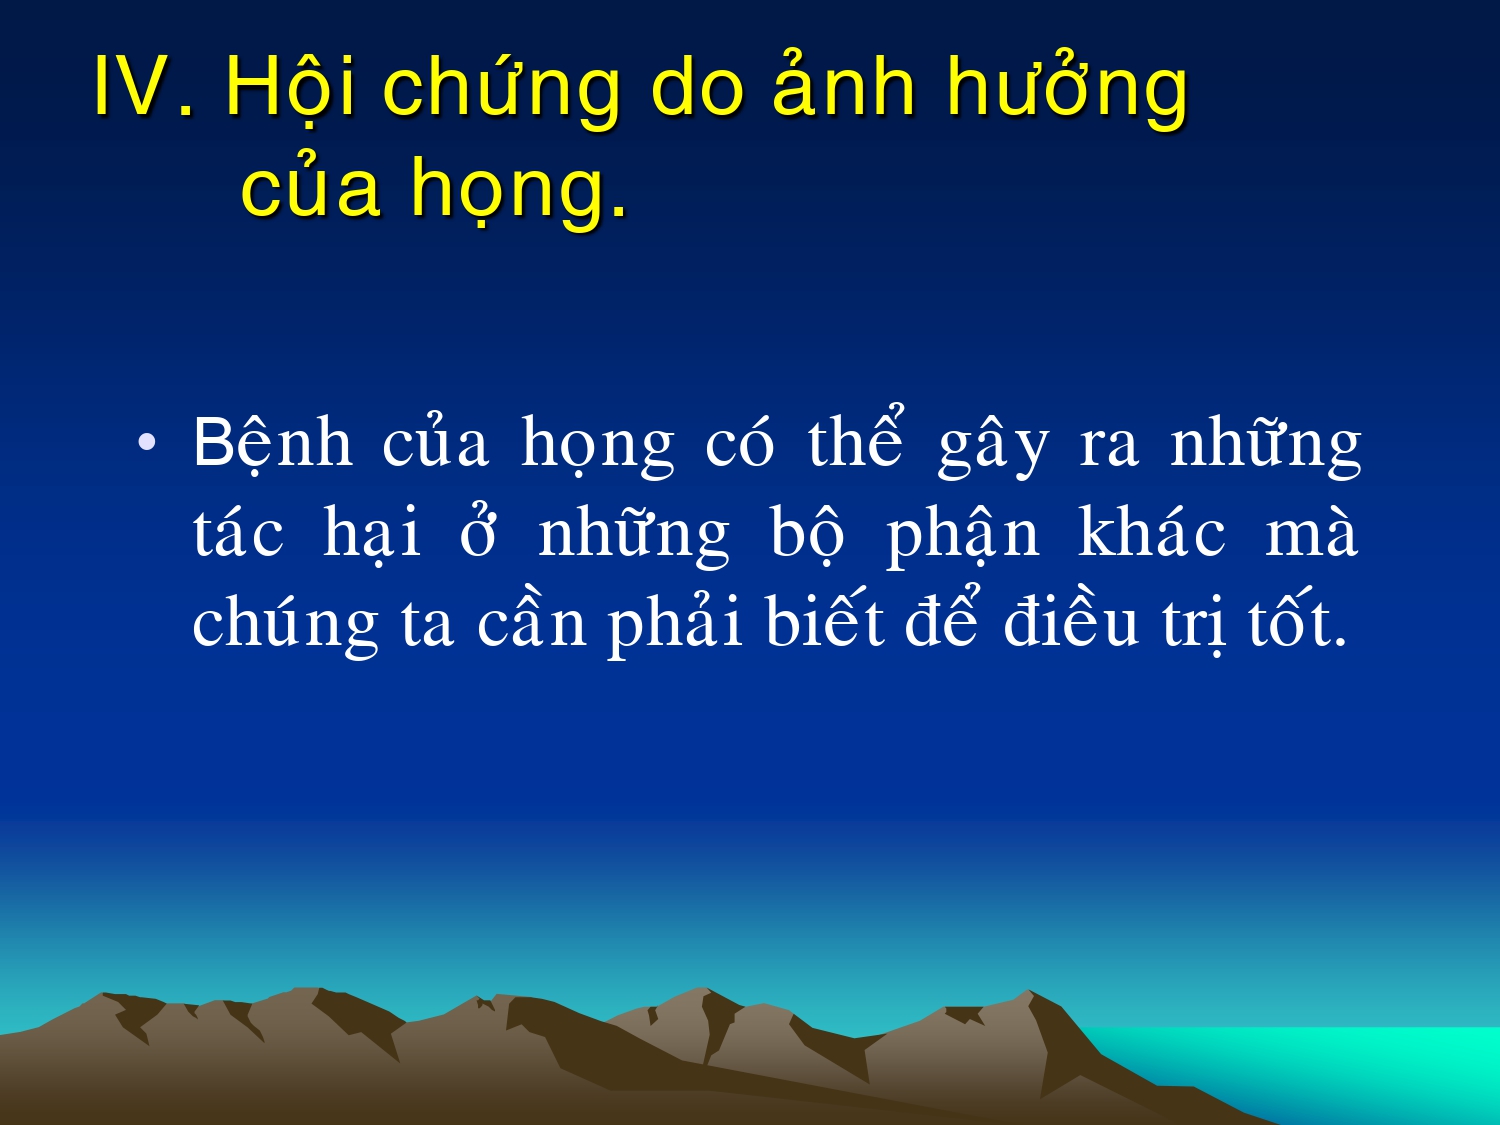 IV. Hội chứng do ảnh hưởng
của họng.
• Bệnh của họng có thể gây ra những
tác hại ở những bộ phận khác mà
chúng ta cần phải biết để điều trị tốt.